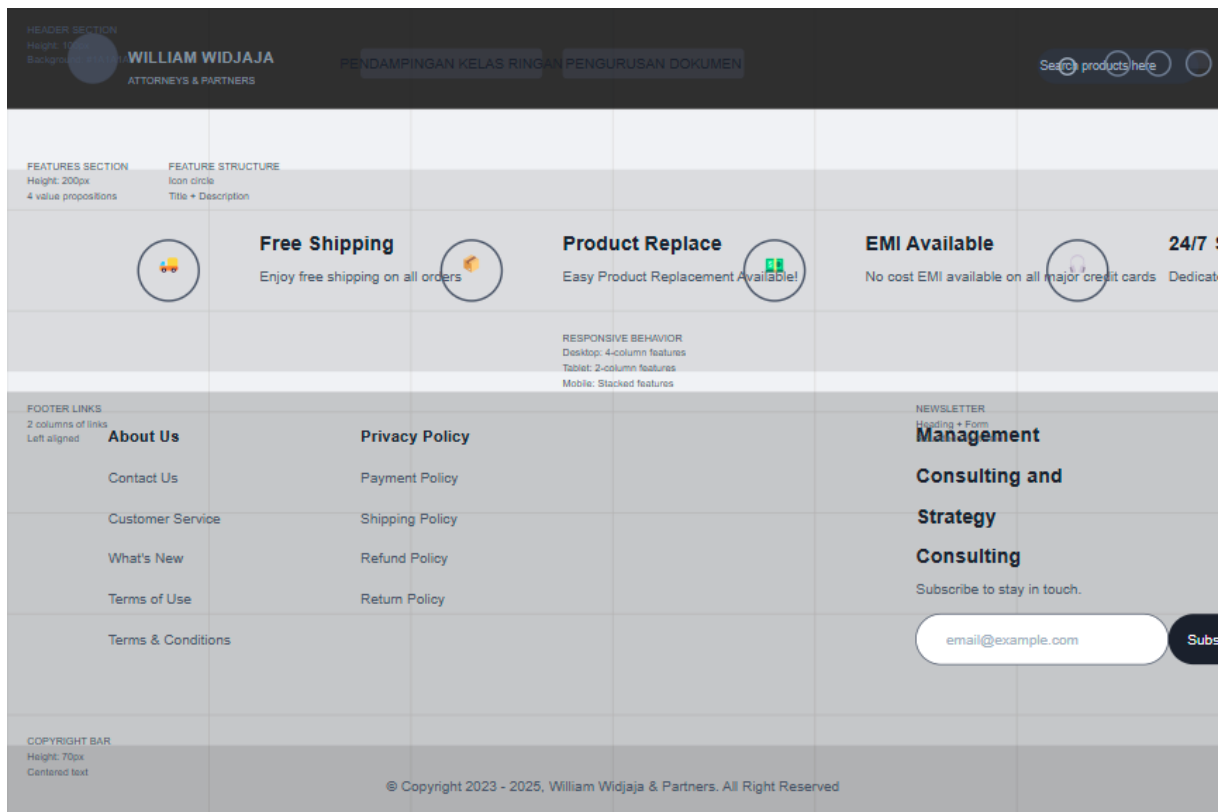 HEADER SECTION
Height:
Background:
WILLIAM WIDJAJA
ATTORNEYS & PARTNERS
PENDAMPINGAN KELAS RINGAN
PENGURUSAN DOKUMEN
Search products here
FEATURES SECTION
Height: 200px
4 value propositions
FEATURE STRUCTURE
Icon circle
Title + Description
Free Shipping
Enjoy free shipping on all orders
Product Replace
Easy Product Replacement Available!
EMI Available
No cost EMI available on all major credit cards
24/7
Dedicat
RESPONSIVE BEHAVIOR
Desktop: 4-column features
Tablet: 2-column features
Mobile: Stacked features
FOOTER LINKS
2 columns of links
Left aligned
About Us
Contact Us
Customer Service
What's New
Terms of Use
Terms & Conditions
Privacy Policy
Payment Policy
Shipping Policy
Refund Policy
Return Policy
NEWSLETTER
Heading + Form
Management
Consulting and
Strategy
Consulting
Subscribe to stay in touch.
email@example.com
Subs
COPYRIGHT BAR
Height: 70px
Centered text
© Copyright 2023 - 2025, William Widjaja & Partners. All Right Reserved